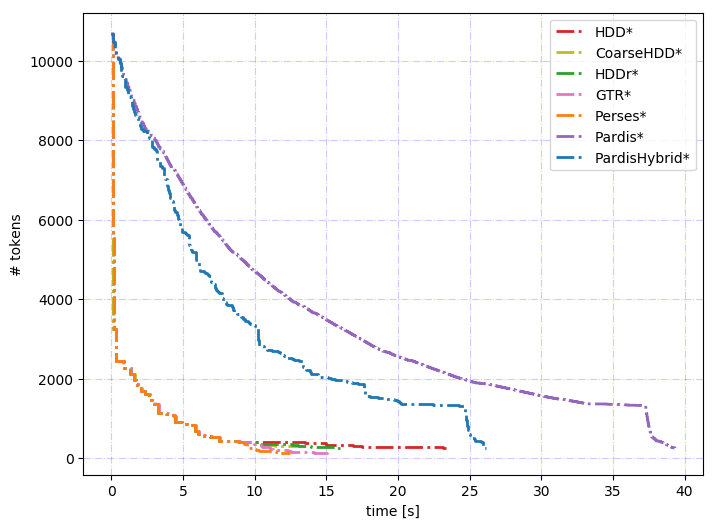 HDD*
CoarseHDD*
HDDr*
GTR*
Perses*
Pardis*
PardisHybrid*
10000
8000
6000
4000
2000
0
# tokens
0 5 10 15 20 25 30 35 40
time [s]